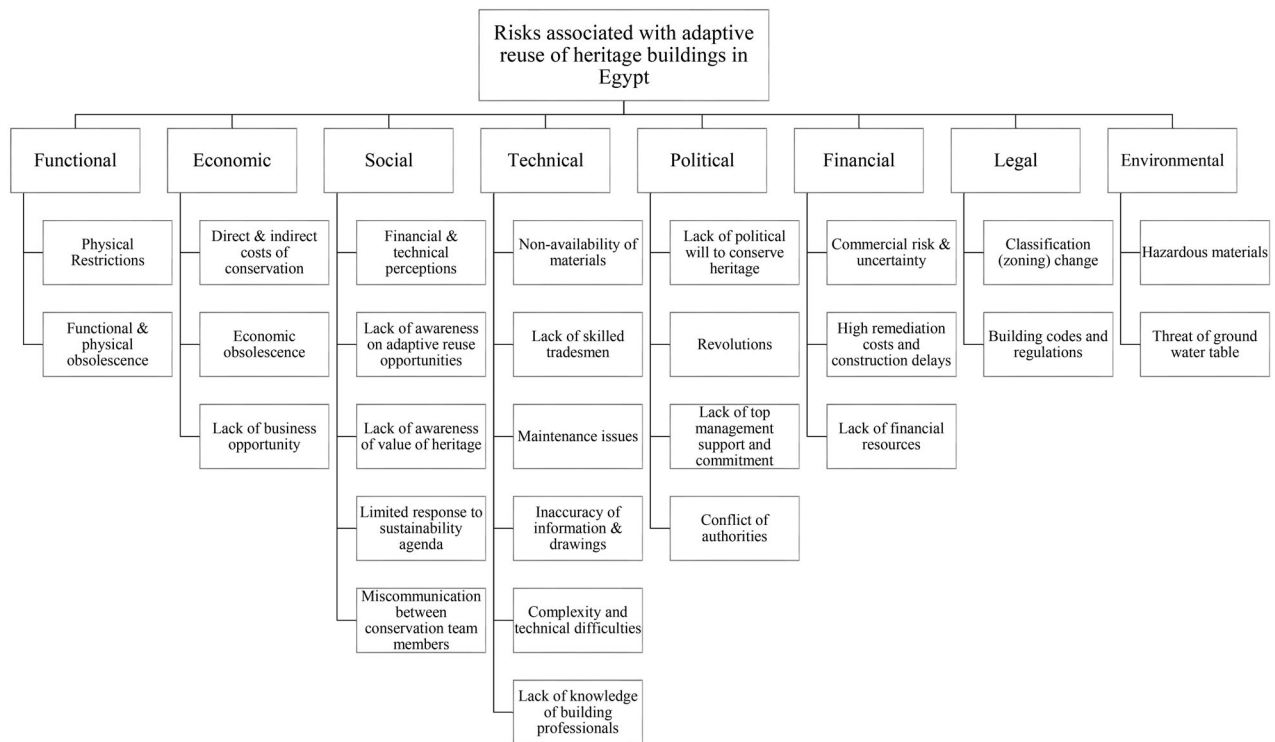 Risks associated with adaptive
reuse of heritage buildings in
Egypt
Functional
Economic
Social
Technical
Political
Financial
Legal
Environmental
Physical
Restrictions
Functional &
physical
obsolescence
Direct & indirect
costs of
conservation
Economic
obsolescence
Lack of business
opportunity
Financial &
technical
perceptions
Lack of awareness
on adaptive reuse
opportunities
Lack of awareness
of value of heritage
Limited response to
sustainability
agenda
Miscommunication
between
conservation team
members
Non-availability of
materials
Lack of skilled
tradesmen
Maintenance issues
Inaccuracy of
information &
drawings
Complexity and
technical difficulties
Lack of knowledge
of building
professionals
Lack of political
will to conserve
heritage
Revolutions
Lack of top
management
support and
commitment
Conflict of
authorities
Commercial risk &
uncertainty
High remediation
costs and
construction delays
Lack of financial
resources
Classification
(zoning) change
Building codes and
regulations
Hazardous materials
Threat of ground
water table